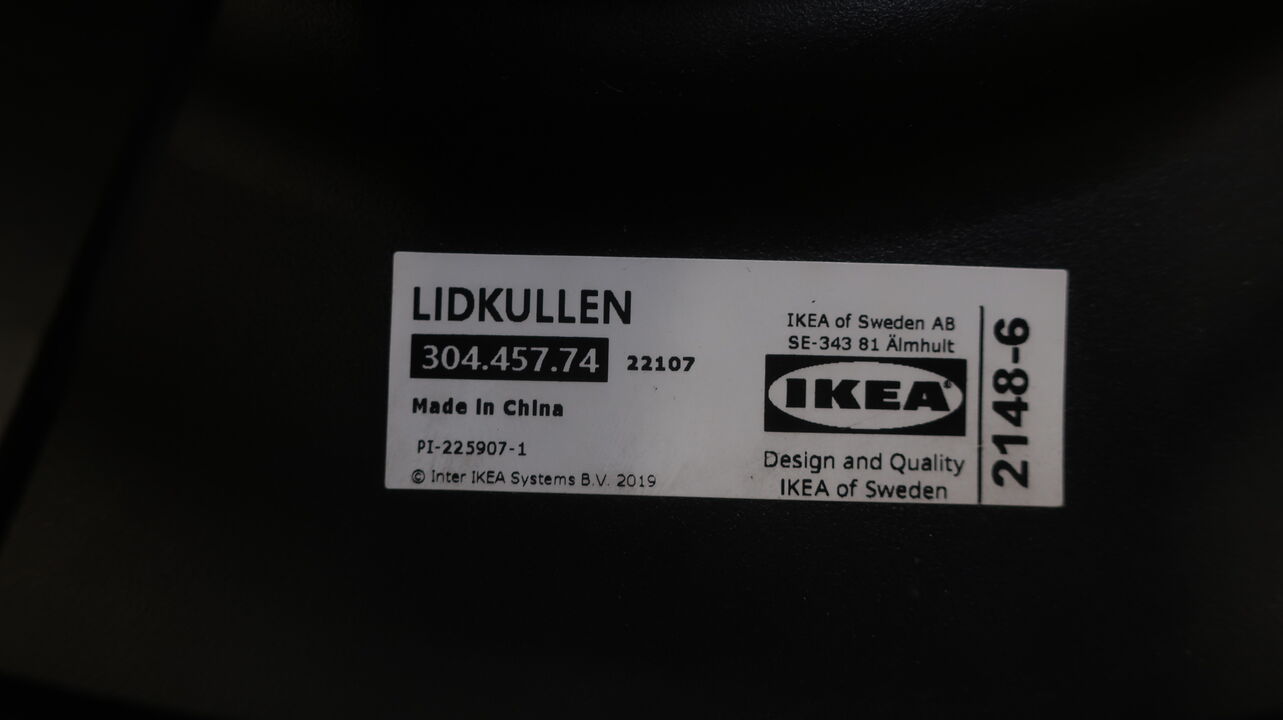 LIDKULLEN
304.457.74 22107
Made in China
PI-225907-1
© Inter IKEA Systems B.V. 2019
IKEA of Sweden AB
SE-343 81 Älmhult
IKEA®
Design and Quality
IKEA of Sweden
2148-6